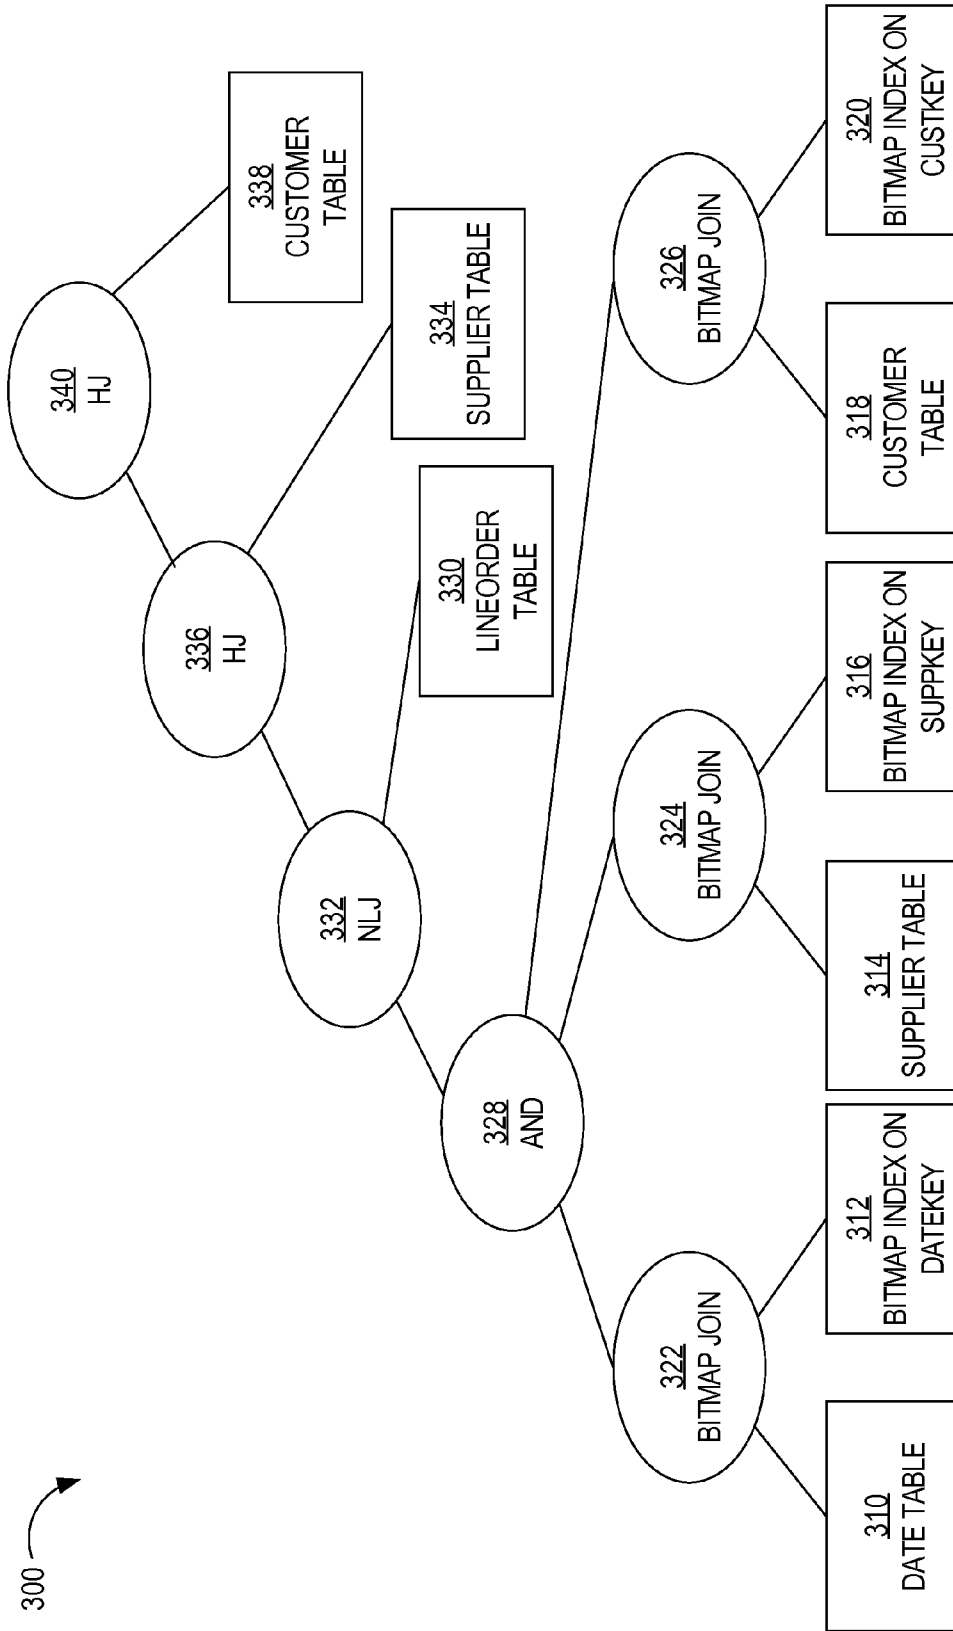 300
340
HJ
338
CUSTOMER
TABLE
336
HJ
334
SUPPLIER TABLE
332
NLJ
330
LINEORDER
TABLE
328
AND
322
BITMAP JOIN
324
BITMAP JOIN
326
BITMAP JOIN
310
DATE TABLE
312
BITMAP INDEX ON
DATEKEY
314
SUPPLIER TABLE
316
BITMAP INDEX ON
SUPPKEY
318
CUSTOMER
TABLE
320
BITMAP INDEX ON
CUSTKEY